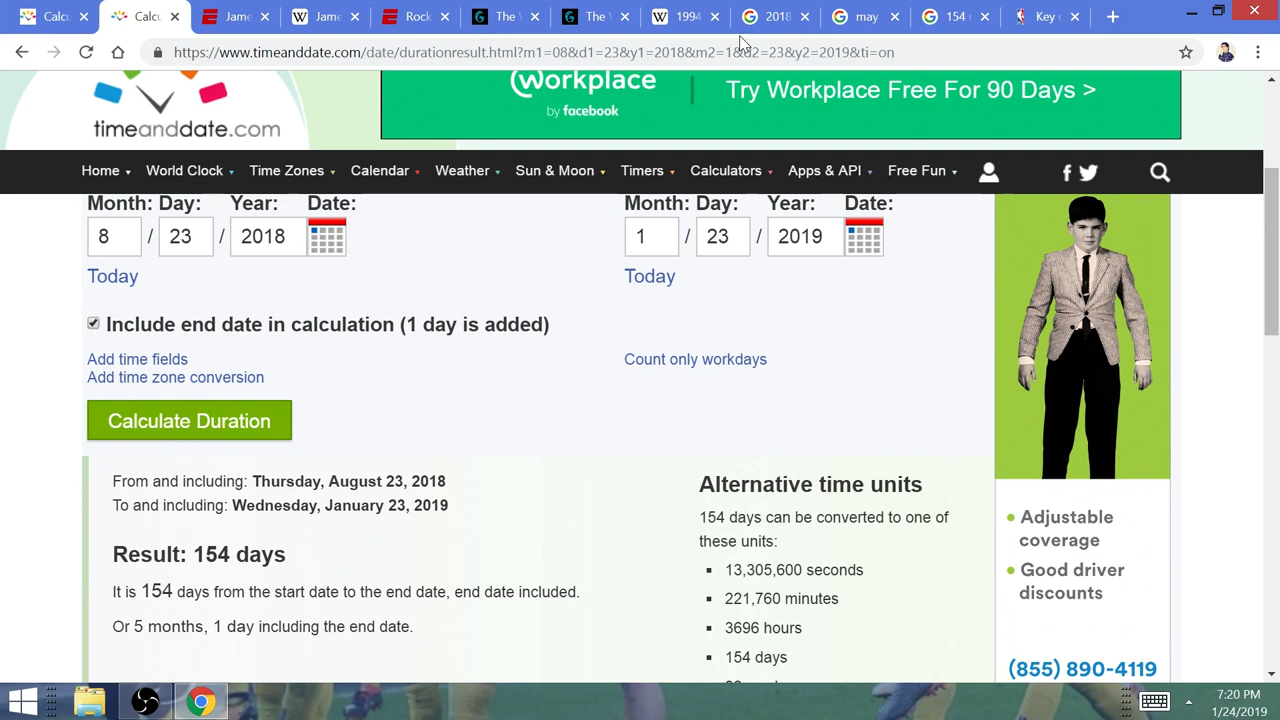 Calcu
Calcu
Jame
Jame
Rock
The \
The \
1994
2018
may
154 r
Key c
https://www.timeanddate.com/date/durationresult.html?m1=08&d1=23&y1=2018&m2=1&d2=23&y2=2019&ti=on
timeanddate.com
Workplace
by facebook
Try Workplace Free For 90 Days >
Home
World Clock
Time Zones
Calendar
Weather
Sun & Moon
Timers
Calculators
Apps & API
Free Fun
Month: Day: Year: Date:
8 / 23 / 2018
Today
Month: Day: Year: Date:
1 / 23 / 2019
Today
Include end date in calculation (1 day is added)
Add time fields
Add time zone conversion
Count only workdays
Calculate Duration
From and including: Thursday, August 23, 2018
To and including: Wednesday, January 23, 2019
Result: 154 days
It is 154 days from the start date to the end date, end date included.
Or 5 months, 1 day including the end date.
Alternative time units
154 days can be converted to one of
these units:
13,305,600 seconds
221,760 minutes
3696 hours
154 days
Adjustable
coverage
Good driver
discounts
(855) 890-4119
7:20 PM
1/24/2019